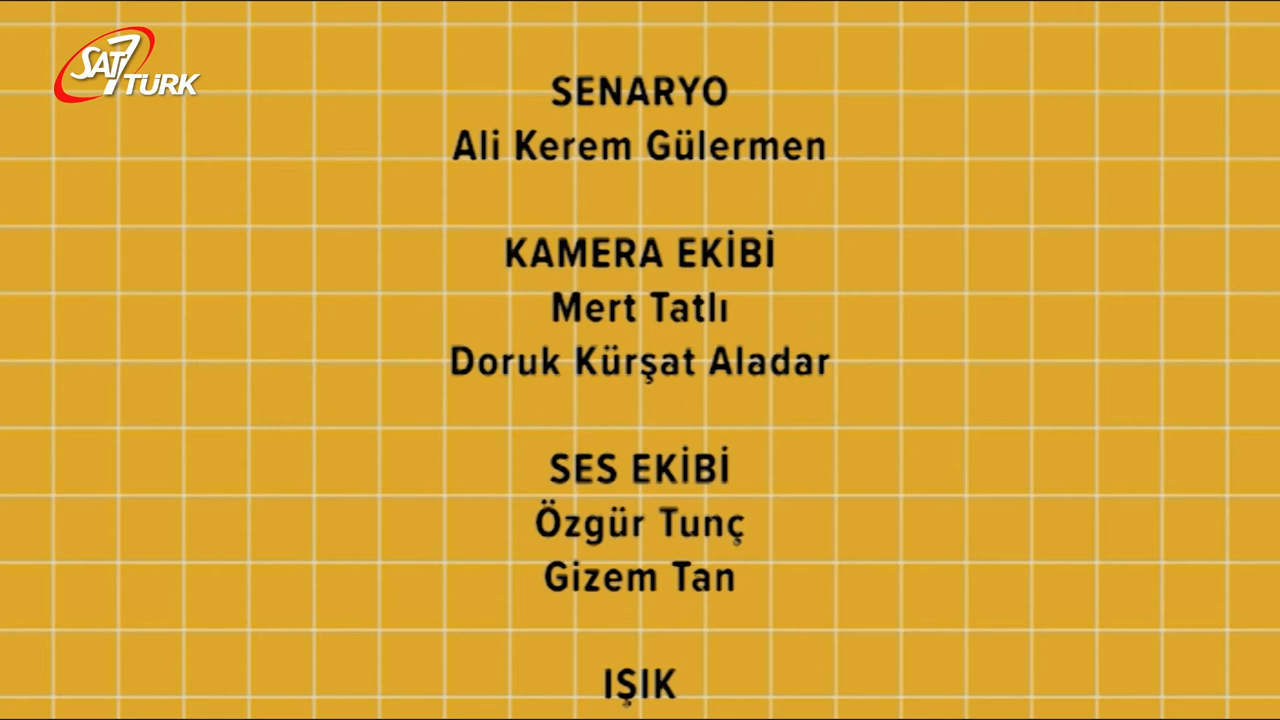 SAT7 TÜRK
SENARYO
Ali Kerem Gülermen
KAMERA EKİBİ
Mert Tatlı
Doruk Kürşat Aladar
SES EKİBİ
Özgür Tunç
Gizem Tan
IŞIK